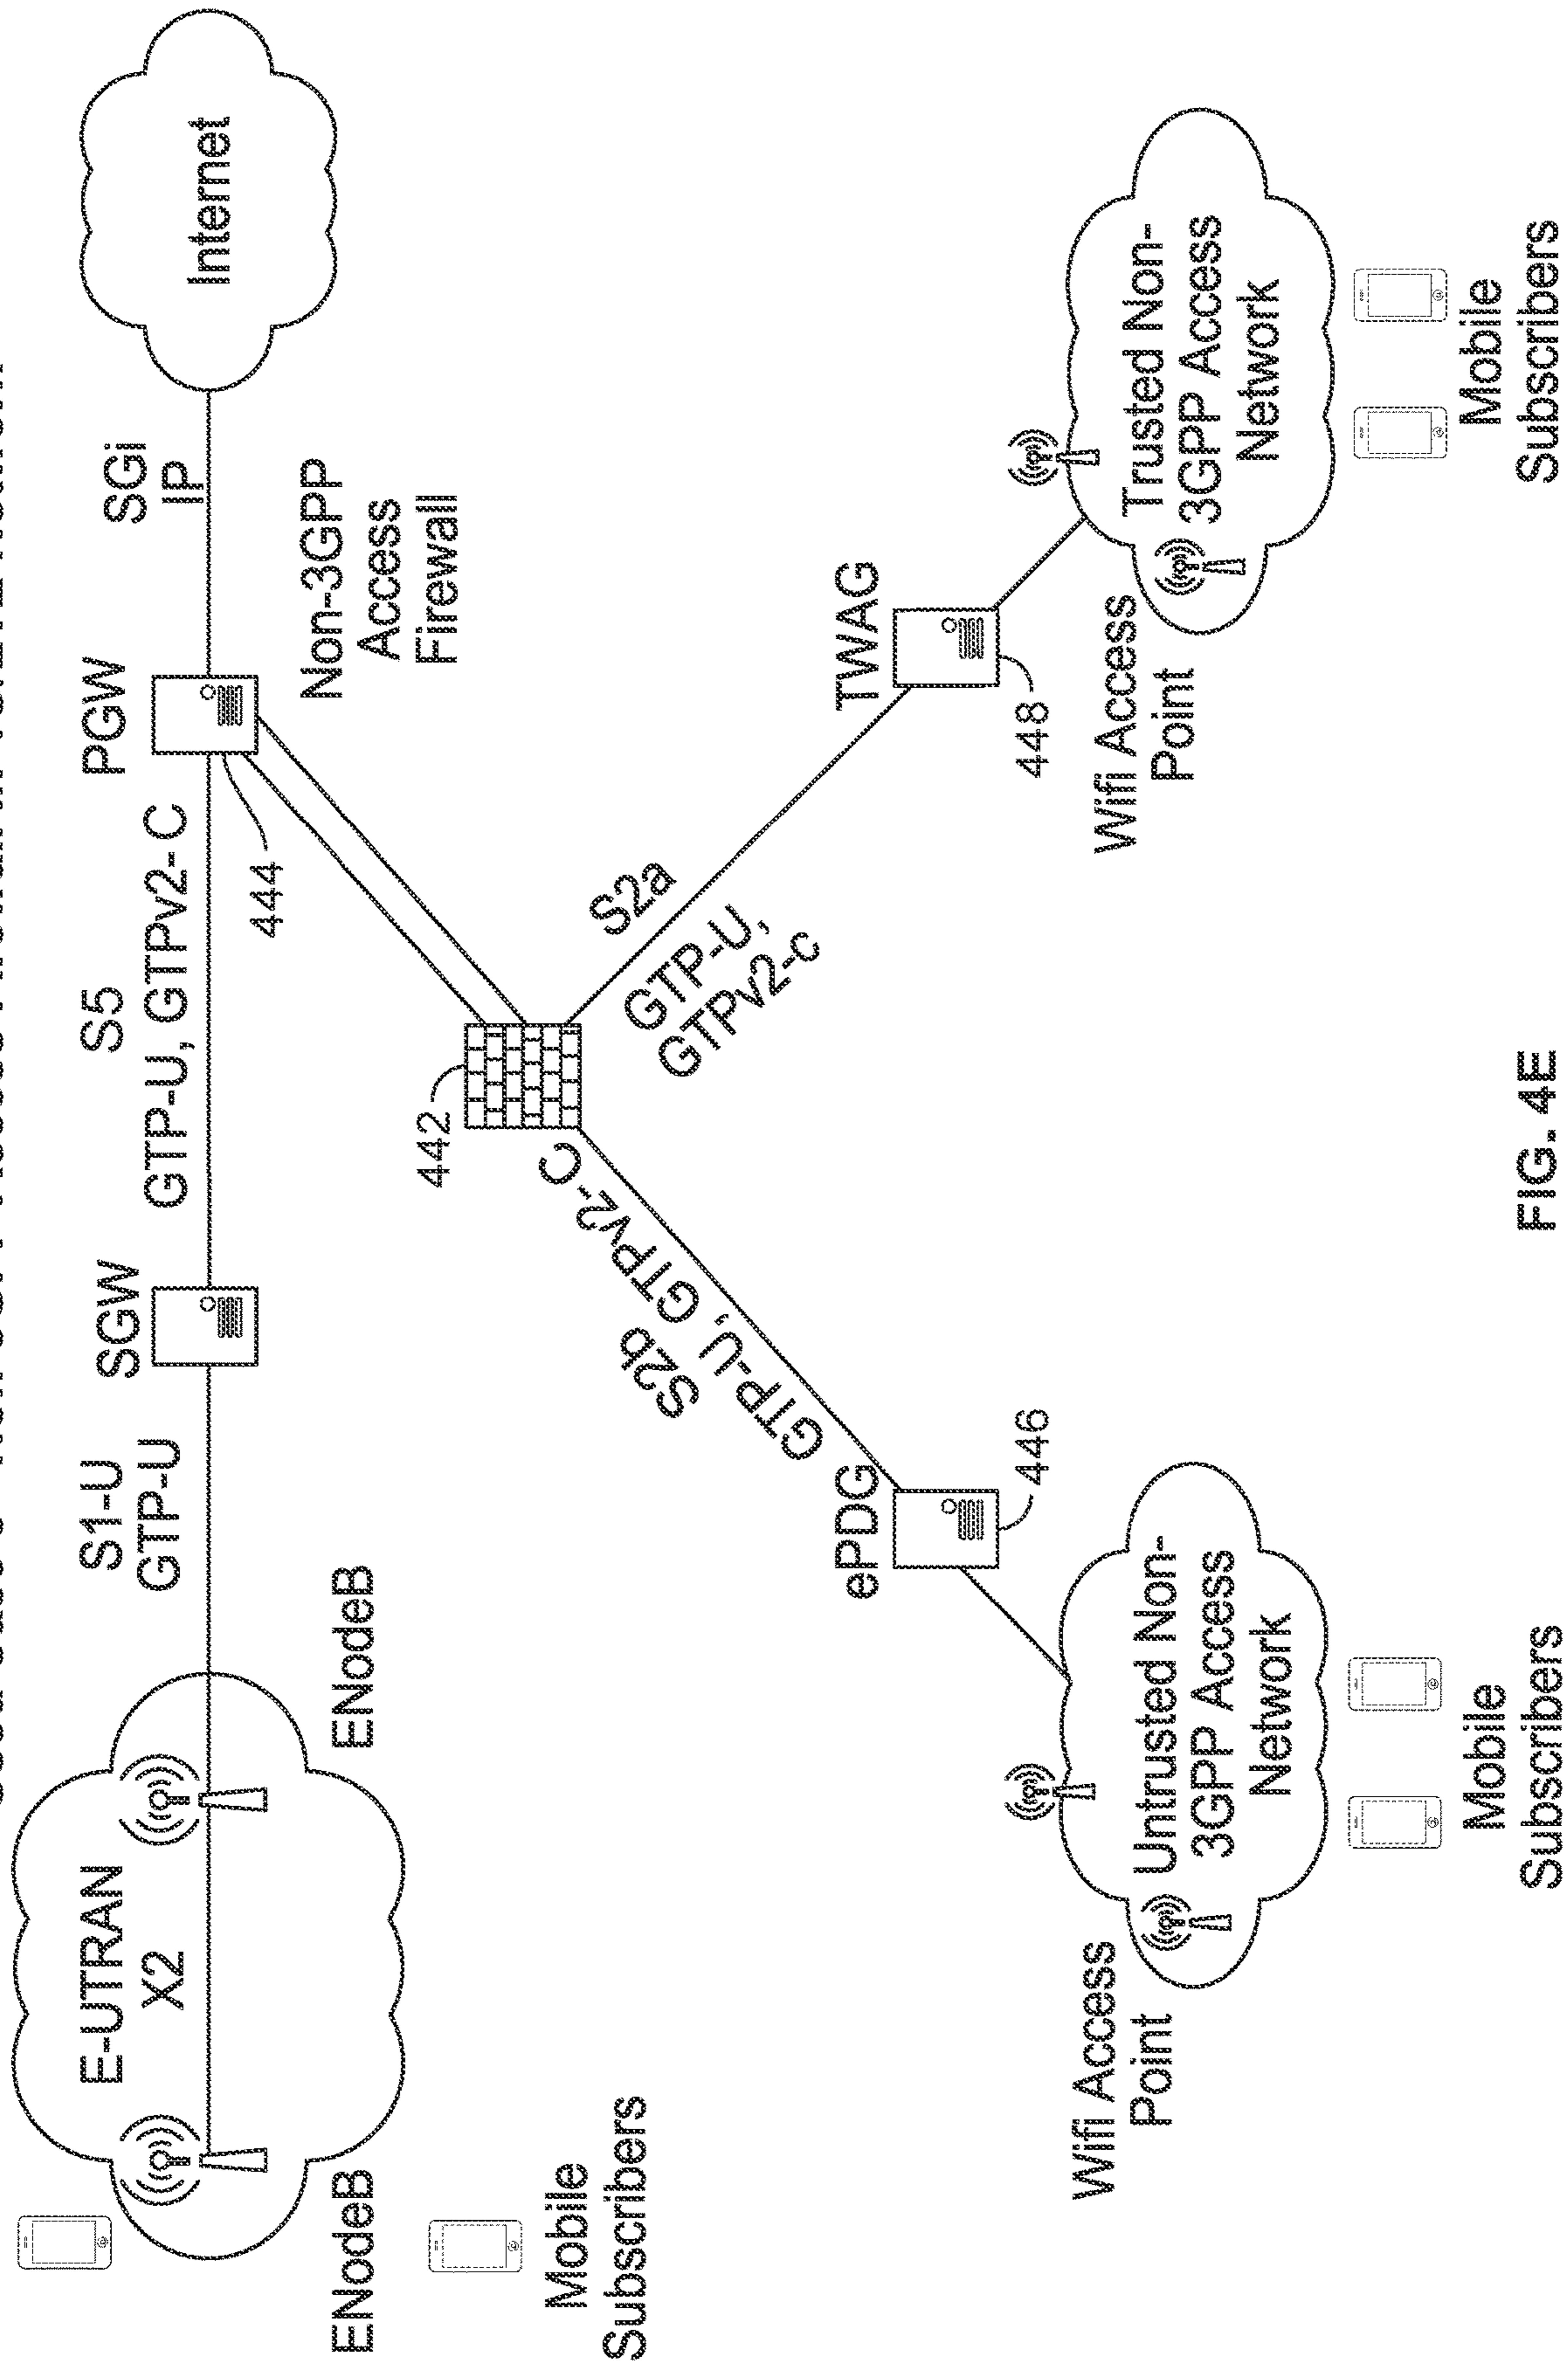 E-UTRAN
X2
ENodeB
ENodeB
Mobile
Subscribers
S1-U
GTP-U
SGW
S5
GTP-U, GTPv2- C
PGW
444
SGi
IP
Internet
Non-3GPP
Access
Firewall
442
S2b
GTP-U, GTPv2-C
S2a
GTP-U,
GTPv2-c
ePDG
446
TWAG
448
Wifi Access
Point
Untrusted Non-
3GPP Access
Network
Mobile
Subscribers
Wifi Access
Point
Trusted Non-
3GPP Access
Network
Mobile
Subscribers
FIG. 4E